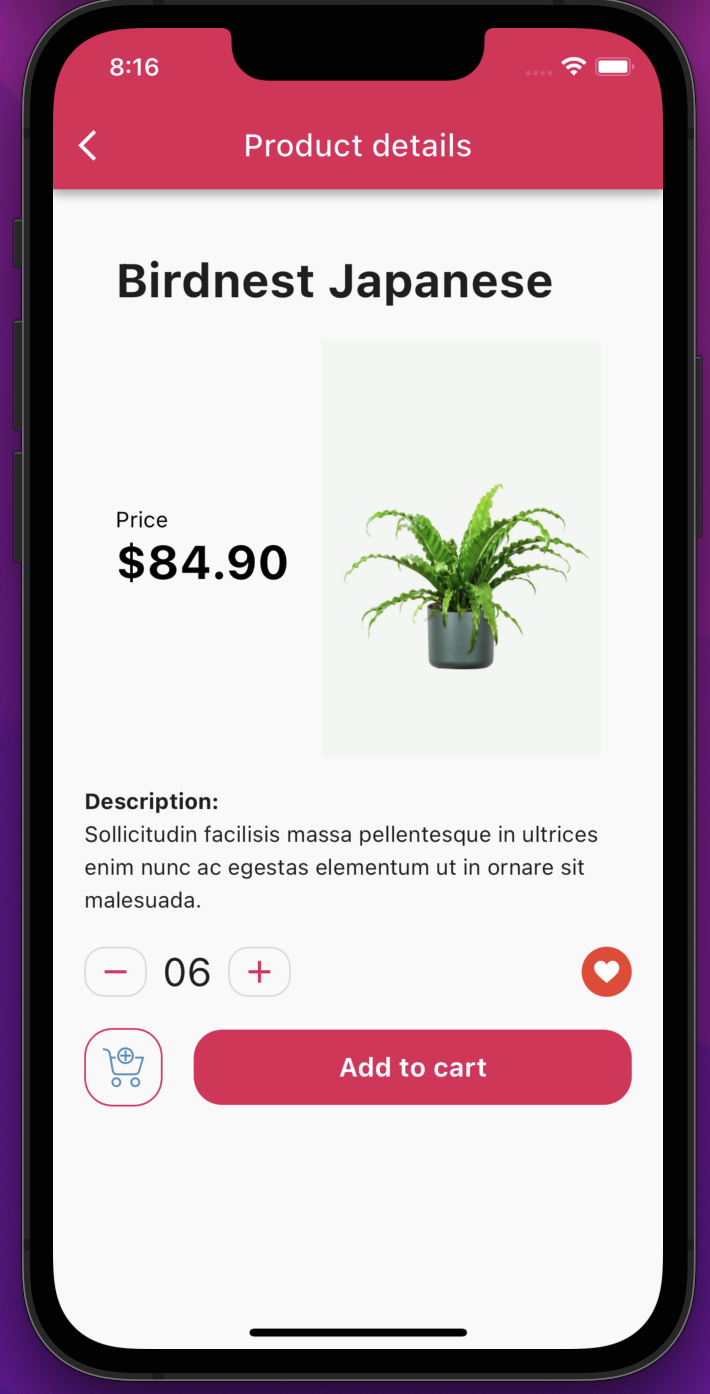 8:16
Product details
Birdnest Japanese
Price
$84.90
Description:
Sollicitudin facilisis massa pellentesque in ultrices
enim nunc ac egestas elementum ut in ornare sit
malesuada.
06
Add to cart